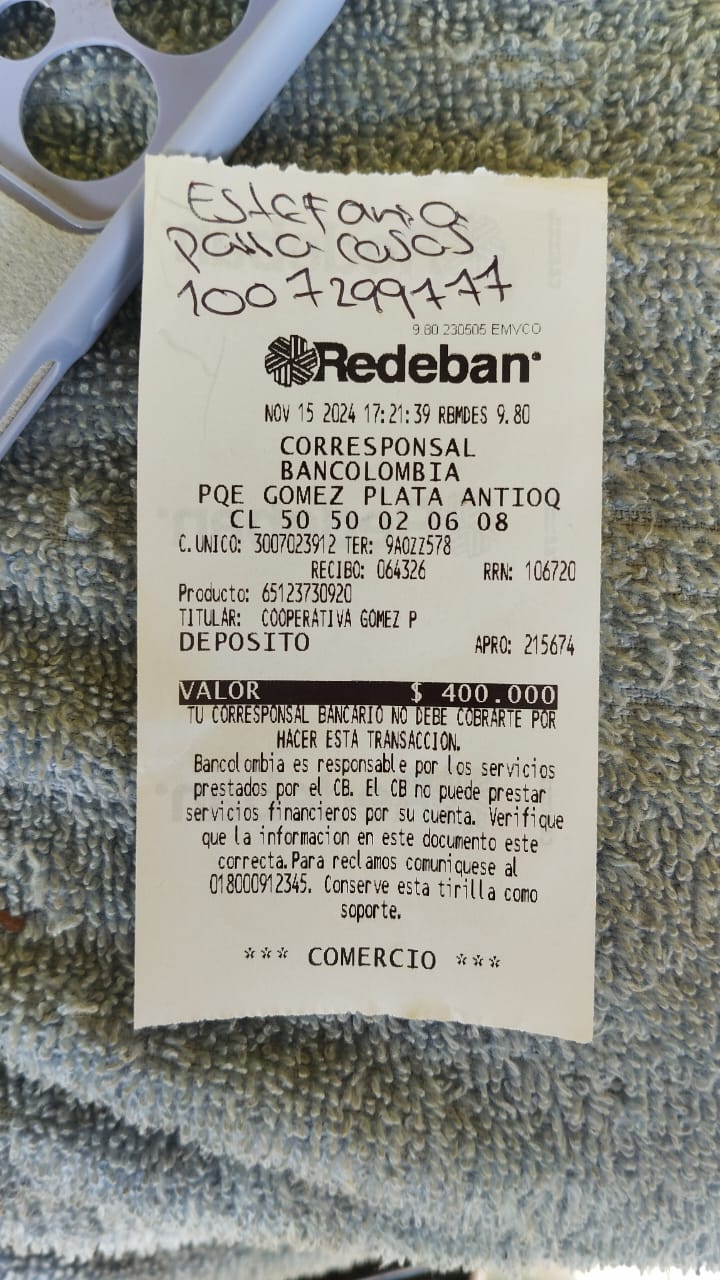 Estefania
parra casas
1007299777
9.80 230505 EMVCO
Redeban
NOV 15 2024 17:21:39 RBMDES 9.80
CORRESPONSAL
BANCOLOMBIA
PQE GOMEZ PLATA ANTIOQ
CL 50 50 02 06 08
C.UNICO: 3007023912 TER: 9A0ZZ578
RECIBO: 064326 RRN: 106720
Producto: 65123730920
TITULAR: COOPERATIVA GOMEZ P
DEPOSITO APRO: 215674
VALOR $ 400.000
TU CORRESPONSAL BANCARIO NO DEBE COBRARTE POR
HACER ESTA TRANSACCION.
Bancolombia es responsable por los servicios
prestados por el CB. El CB no puede prestar
servicios financieros por su cuenta. Verifique
que la informacion en este documento este
correcta.Para reclamos comuniquese al
018000912345. Conserve esta tirilla como
soporte.
*** COMERCIO ***